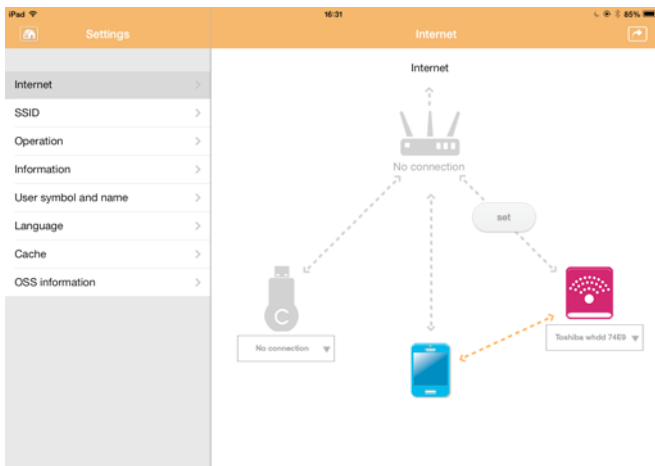 iPad 16:31 85%
Settings
Internet
Internet
SSID
Operation
Information
User symbol and name
Language
Cache
OSS information
Internet
No connection
set
C
No connection
Toshiba whdd 74E9